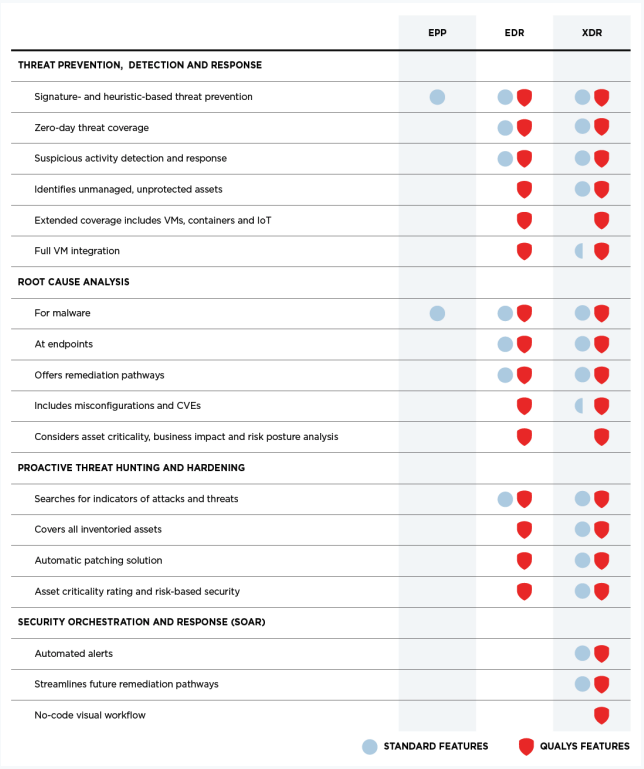 EPP EDR XDR
THREAT PREVENTION, DETECTION AND RESPONSE
Signature- and heuristic-based threat prevention
Zero-day threat coverage
Suspicious activity detection and response
Identifies unmanaged, unprotected assets
Extended coverage includes VMs, containers and IoT
Full VM integration
ROOT CAUSE ANALYSIS
For malware
At endpoints
Offers remediation pathways
Includes misconfigurations and CVEs
Considers asset criticality, business impact and risk posture analysis
PROACTIVE THREAT HUNTING AND HARDENING
Searches for indicators of attacks and threats
Covers all inventoried assets
Automatic patching solution
Asset criticality rating and risk-based security
SECURITY ORCHESTRATION AND RESPONSE (SOAR)
Automated alerts
Streamlines future remediation pathways
No-code visual workflow
STANDARD FEATURES QUALYS FEATURES